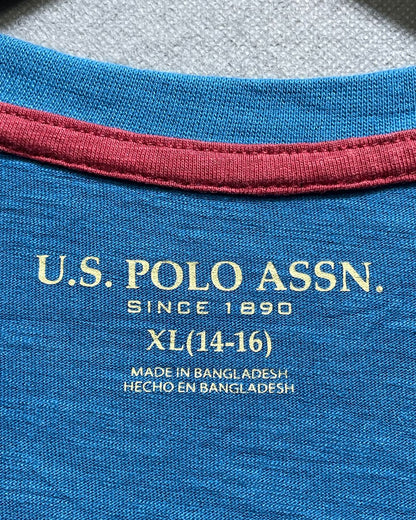 U.S. POLO ASSN.
SINCE 1890
XL(14-16)
MADE IN BANGLADESH
HECHO EN BANGLADESH